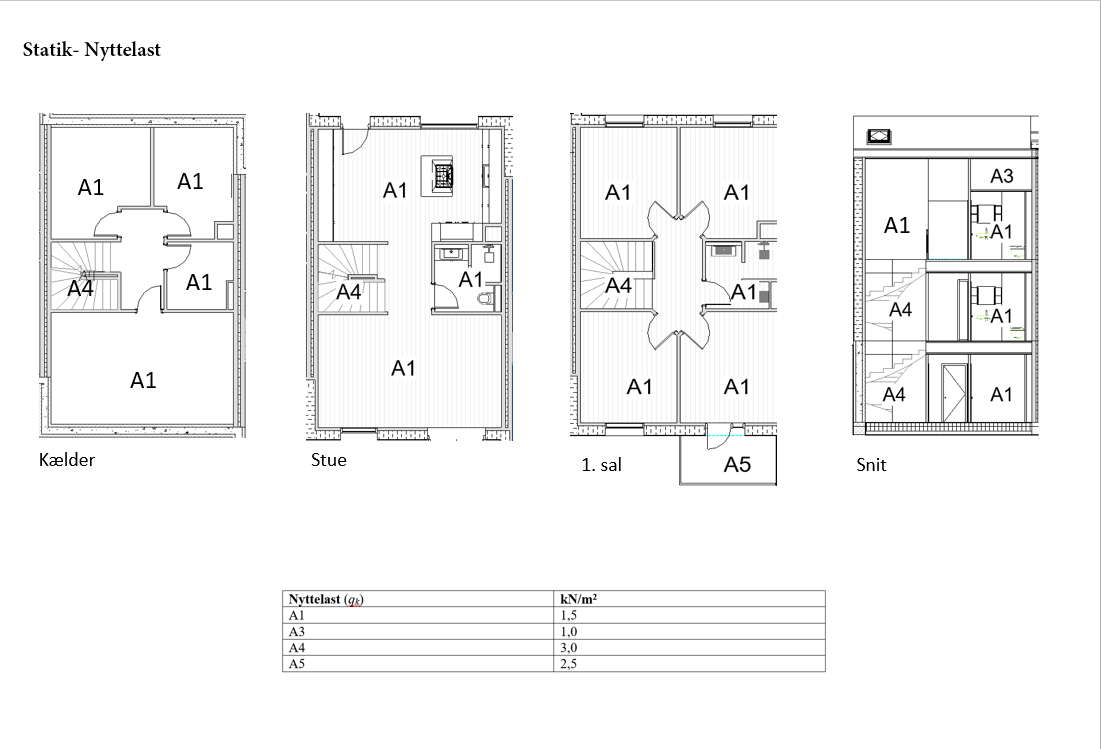 Statik- Nyttelast
A1
A1
A4
A1
A1
Kælder
A1
A1
A4
A1
Stue
A1
A1
A4
A1
A1
A1
A5
1. sal
A3
A1
A1
A4
A1
A4
A1
Snit
Nyttelast (qk) kN/m²
A1 1,5
A3 1,0
A4 3,0
A5 2,5